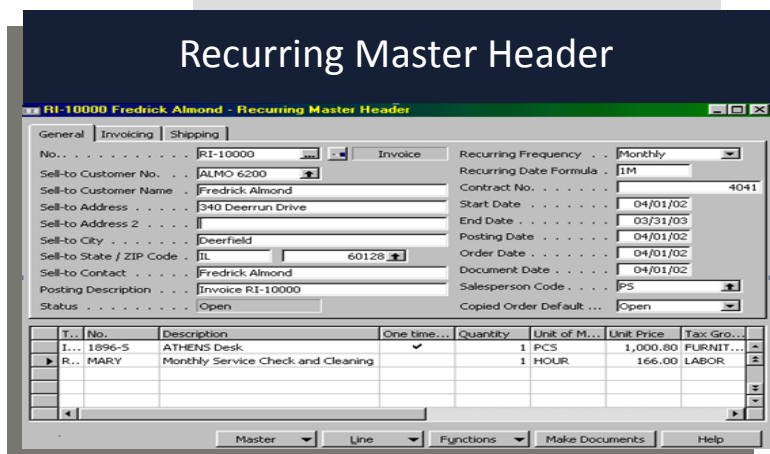 Recurring Master Header
RI-10000 Fredrick Almond - Recurring Master Header
General Invoicing Shipping
No. . . . . . . . . . . . RI-10000 ... Invoice Recurring Frequency . . Monthly
Sell-to Customer No. . . ALMO 6200 Recurring Date Formula . 1M
Sell-to Customer Name . Fredrick Almond Contract No. . . . . . . 4041
Sell-to Address . . . . . 340 Deerrun Drive Start Date . . . . . . . 04/01/02
Sell-to Address 2 . . . . End Date . . . . . . . . 03/31/03
Sell-to City . . . . . . . Deerfield Posting Date . . . . . . 04/01/02
Sell-to State / ZIP Code . IL 60128 Order Date . . . . . . . 04/01/02
Sell-to Contact . . . . . Fredrick Almond Document Date . . . . . 04/01/02
Posting Description . . . Invoice RI-10000 Salesperson Code . . . . PS
Status . . . . . . . . . Open Copied Order Default ... Open
T.. No. Description One time... Quantity Unit of M... Unit Price Tax Gro...
I... 1896-S ATHENS Desk ✔ 1 PCS 1,000.80 FURNIT...
R.. MARY Monthly Service Check and Cleaning 1 HOUR 166.00 LABOR
Master Line Functions Make Documents Help